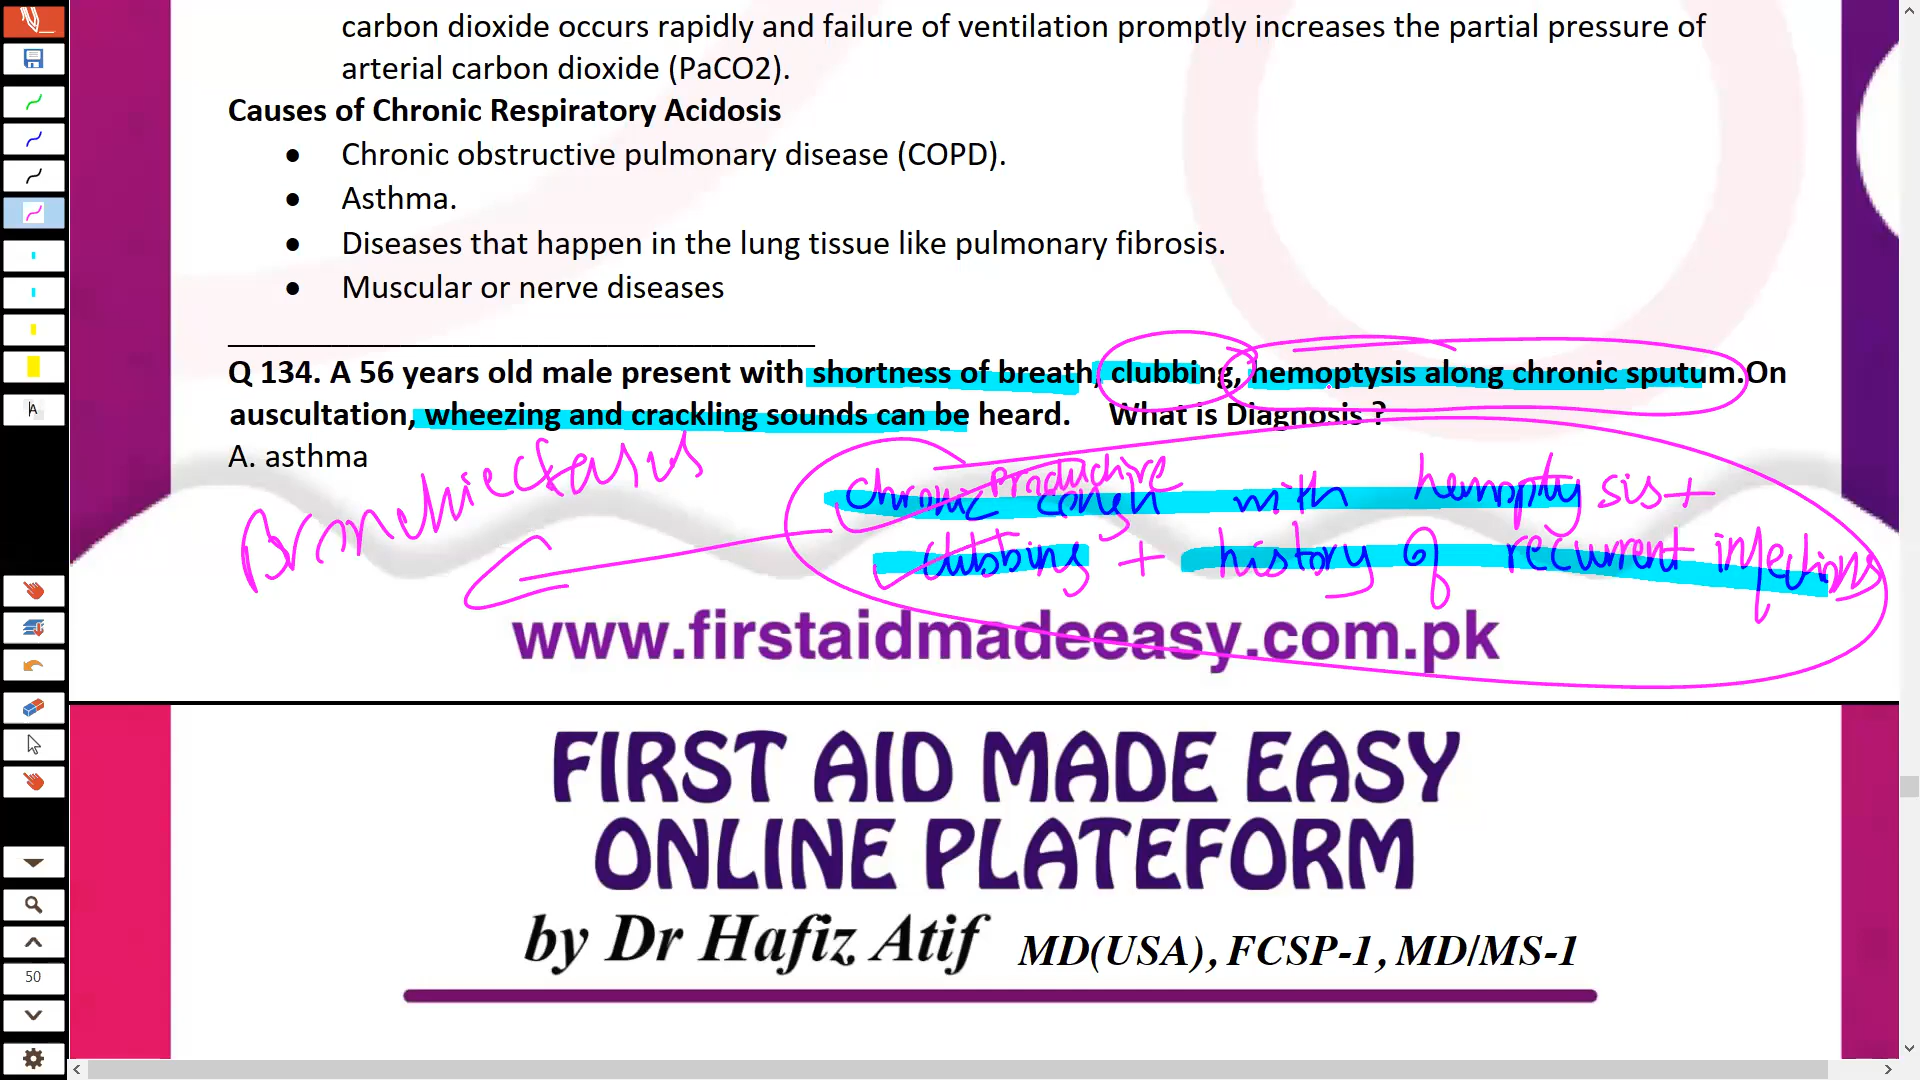 carbon dioxide occurs rapidly and failure of ventilation promptly increases the partial pressure of
arterial carbon dioxide (PaCO2).
Causes of Chronic Respiratory Acidosis
● Chronic obstructive pulmonary disease (COPD).
● Asthma.
● Diseases that happen in the lung tissue like pulmonary fibrosis.
● Muscular or nerve diseases
Q 134. A 56 years old male present with shortness of breath, clubbing, hemoptysis along chronic sputum.On
auscultation, wheezing and crackling sounds can be heard. What is Diagnosis ?
A. asthma
Bronchiectasis
Productive
Chronic cough with hemoptysis +
clubbing + history of recurrent infections
www.firstaidmadeeasy.com.pk
FIRST AID MADE EASY
ONLINE PLATEFORM
by Dr Hafiz Atif MD(USA), FCSP-1, MD/MS-1
A
50